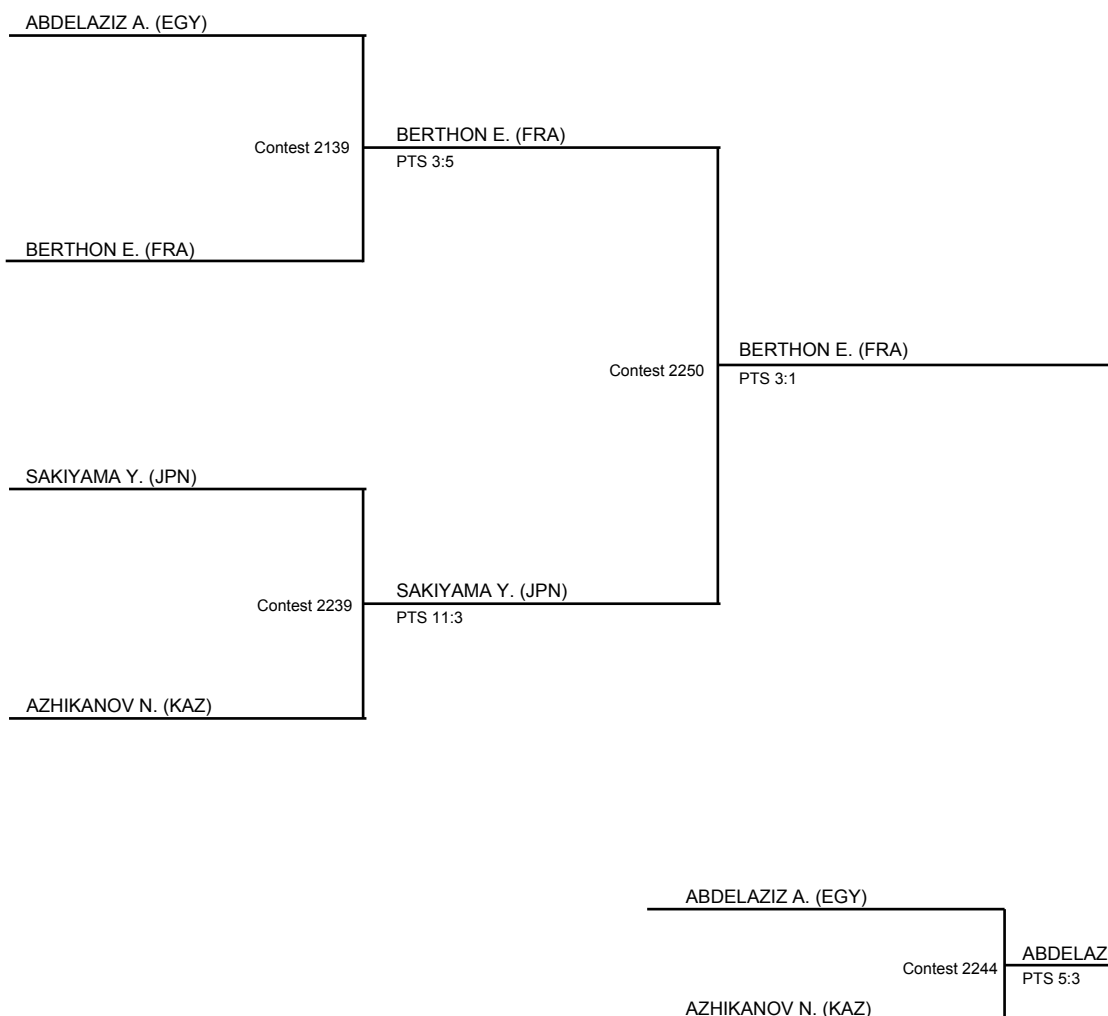 ABDELAZIZ A. (EGY)
Contest 2139
BERTHON E. (FRA)
PTS 3:5
BERTHON E. (FRA)
Contest 2250
BERTHON E. (FRA)
PTS 3:1
SAKIYAMA Y. (JPN)
Contest 2239
SAKIYAMA Y. (JPN)
PTS 11:3
AZHIKANOV N. (KAZ)
ABDELAZIZ A. (EGY)
Contest 2244
ABDELAZ
PTS 5:3
AZHIKANOV N. (KAZ)